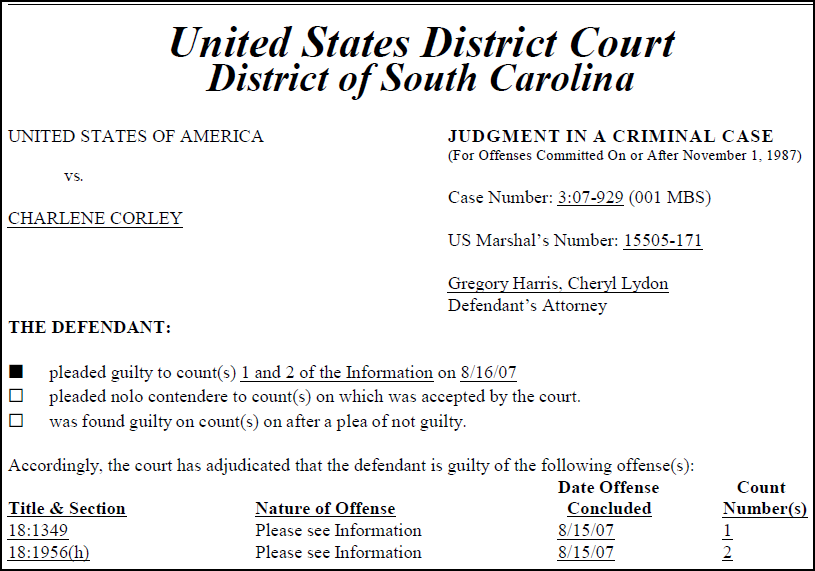 United States District Court
District of South Carolina
UNITED STATES OF AMERICA
vs.
CHARLENE CORLEY
JUDGMENT IN A CRIMINAL CASE
(For Offenses Committed On or After November 1, 1987)
Case Number: 3:07-929 (001 MBS)
US Marshal's Number: 15505-171
Gregory Harris, Cheryl Lydon
Defendant's Attorney
THE DEFENDANT:
■ pleaded guilty to count(s) 1 and 2 of the Information on 8/16/07
☐ pleaded nolo contendere to count(s) on which was accepted by the court.
☐ was found guilty on count(s) on after a plea of not guilty.
Accordingly, the court has adjudicated that the defendant is guilty of the following offense(s):
Date Offense Count
Title & Section Nature of Offense Concluded Number(s)
18:1349 Please see Information 8/15/07 1
18:1956(h) Please see Information 8/15/07 2